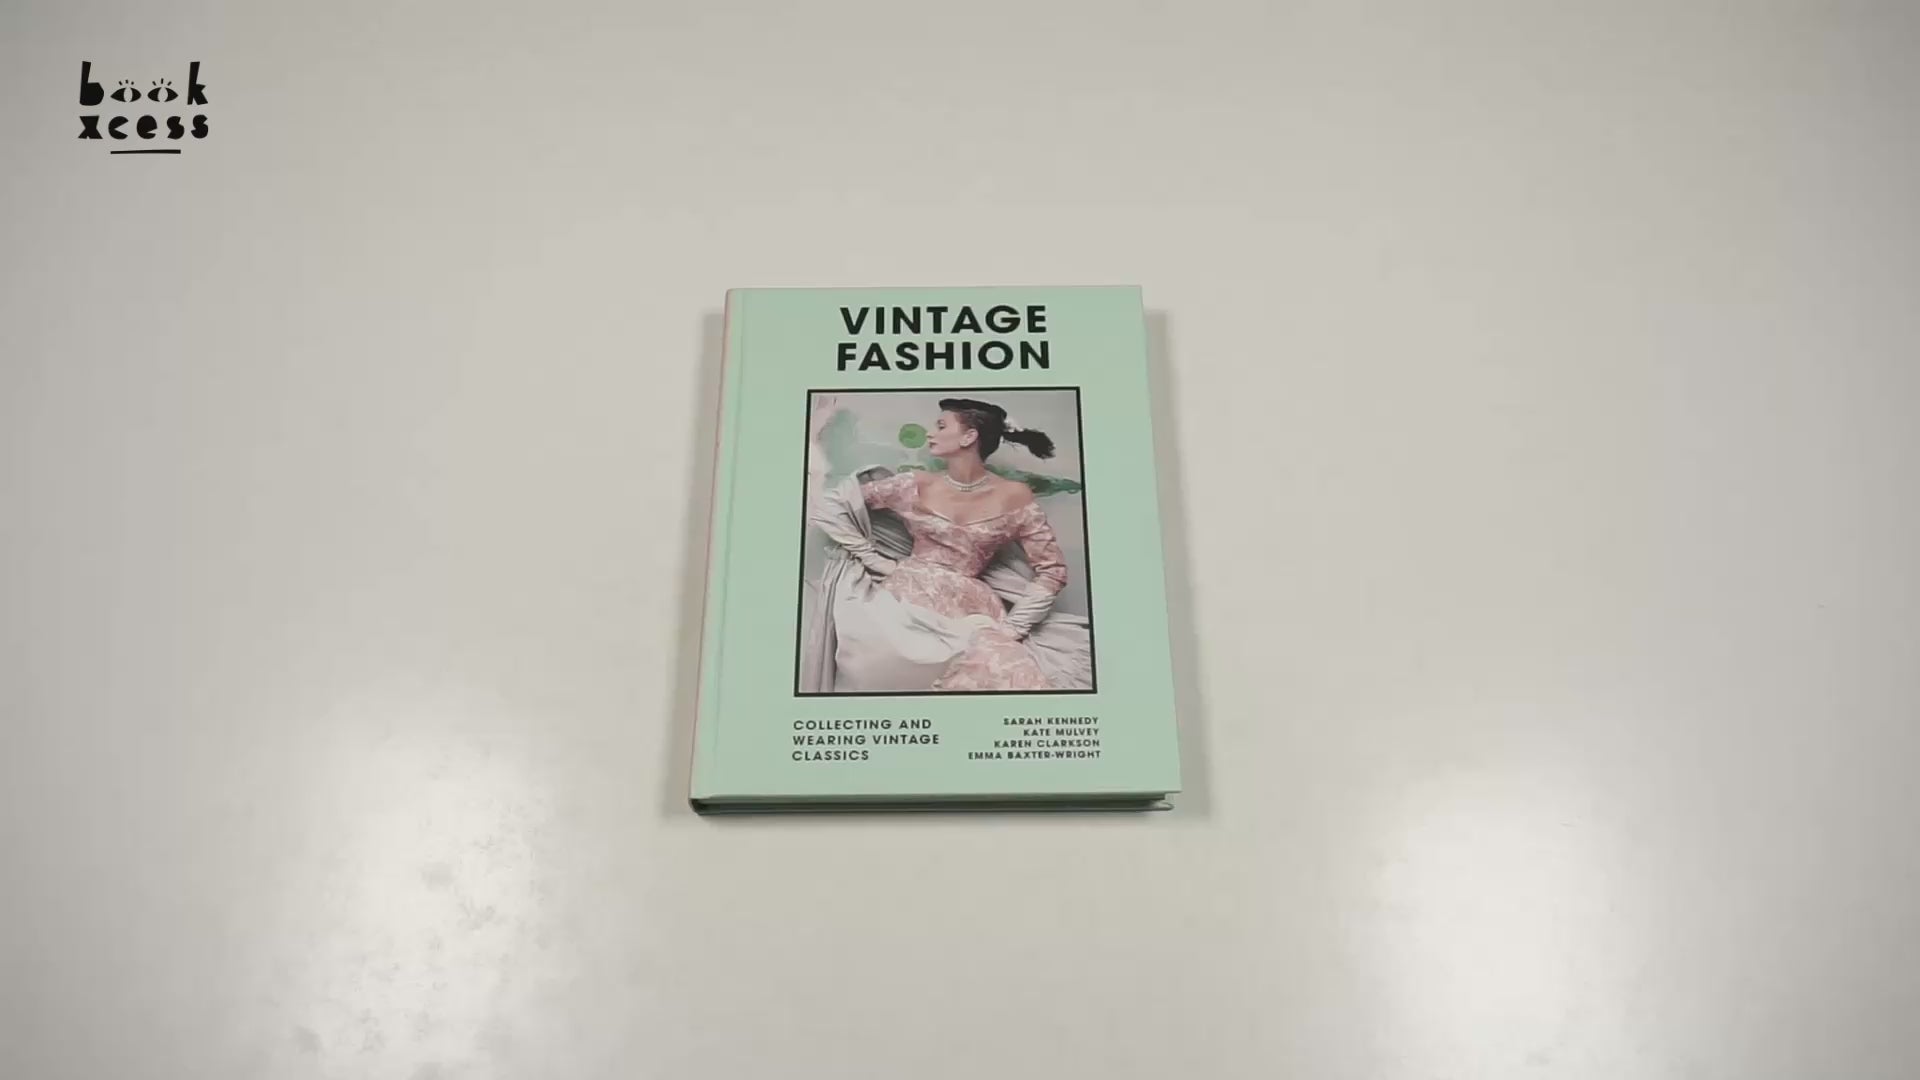 book
xcess
VINTAGE
FASHION
COLLECTING AND
WEARING VINTAGE
CLASSICS
SARAH KENNEDY
KATE MULVEY
KAREN CLARKSON
EMMA BAXTER-WRIGHT